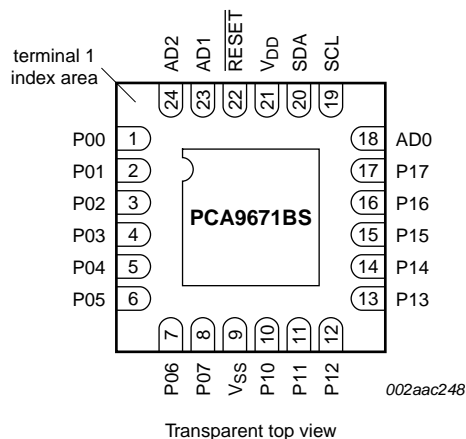 terminal 1
index area
AD2
AD1
RESET
VDD
SDA
SCL
24
23
22
21
20
19
P00 1
P01 2
P02 3
P03 4
P04 5
P05 6
18 AD0
17 P17
16 P16
15 P15
14 P14
13 P13
PCA9671BS
7
8
9
10
11
12
P06
P07
VSS
P10
P11
P12
002aac248
Transparent top view